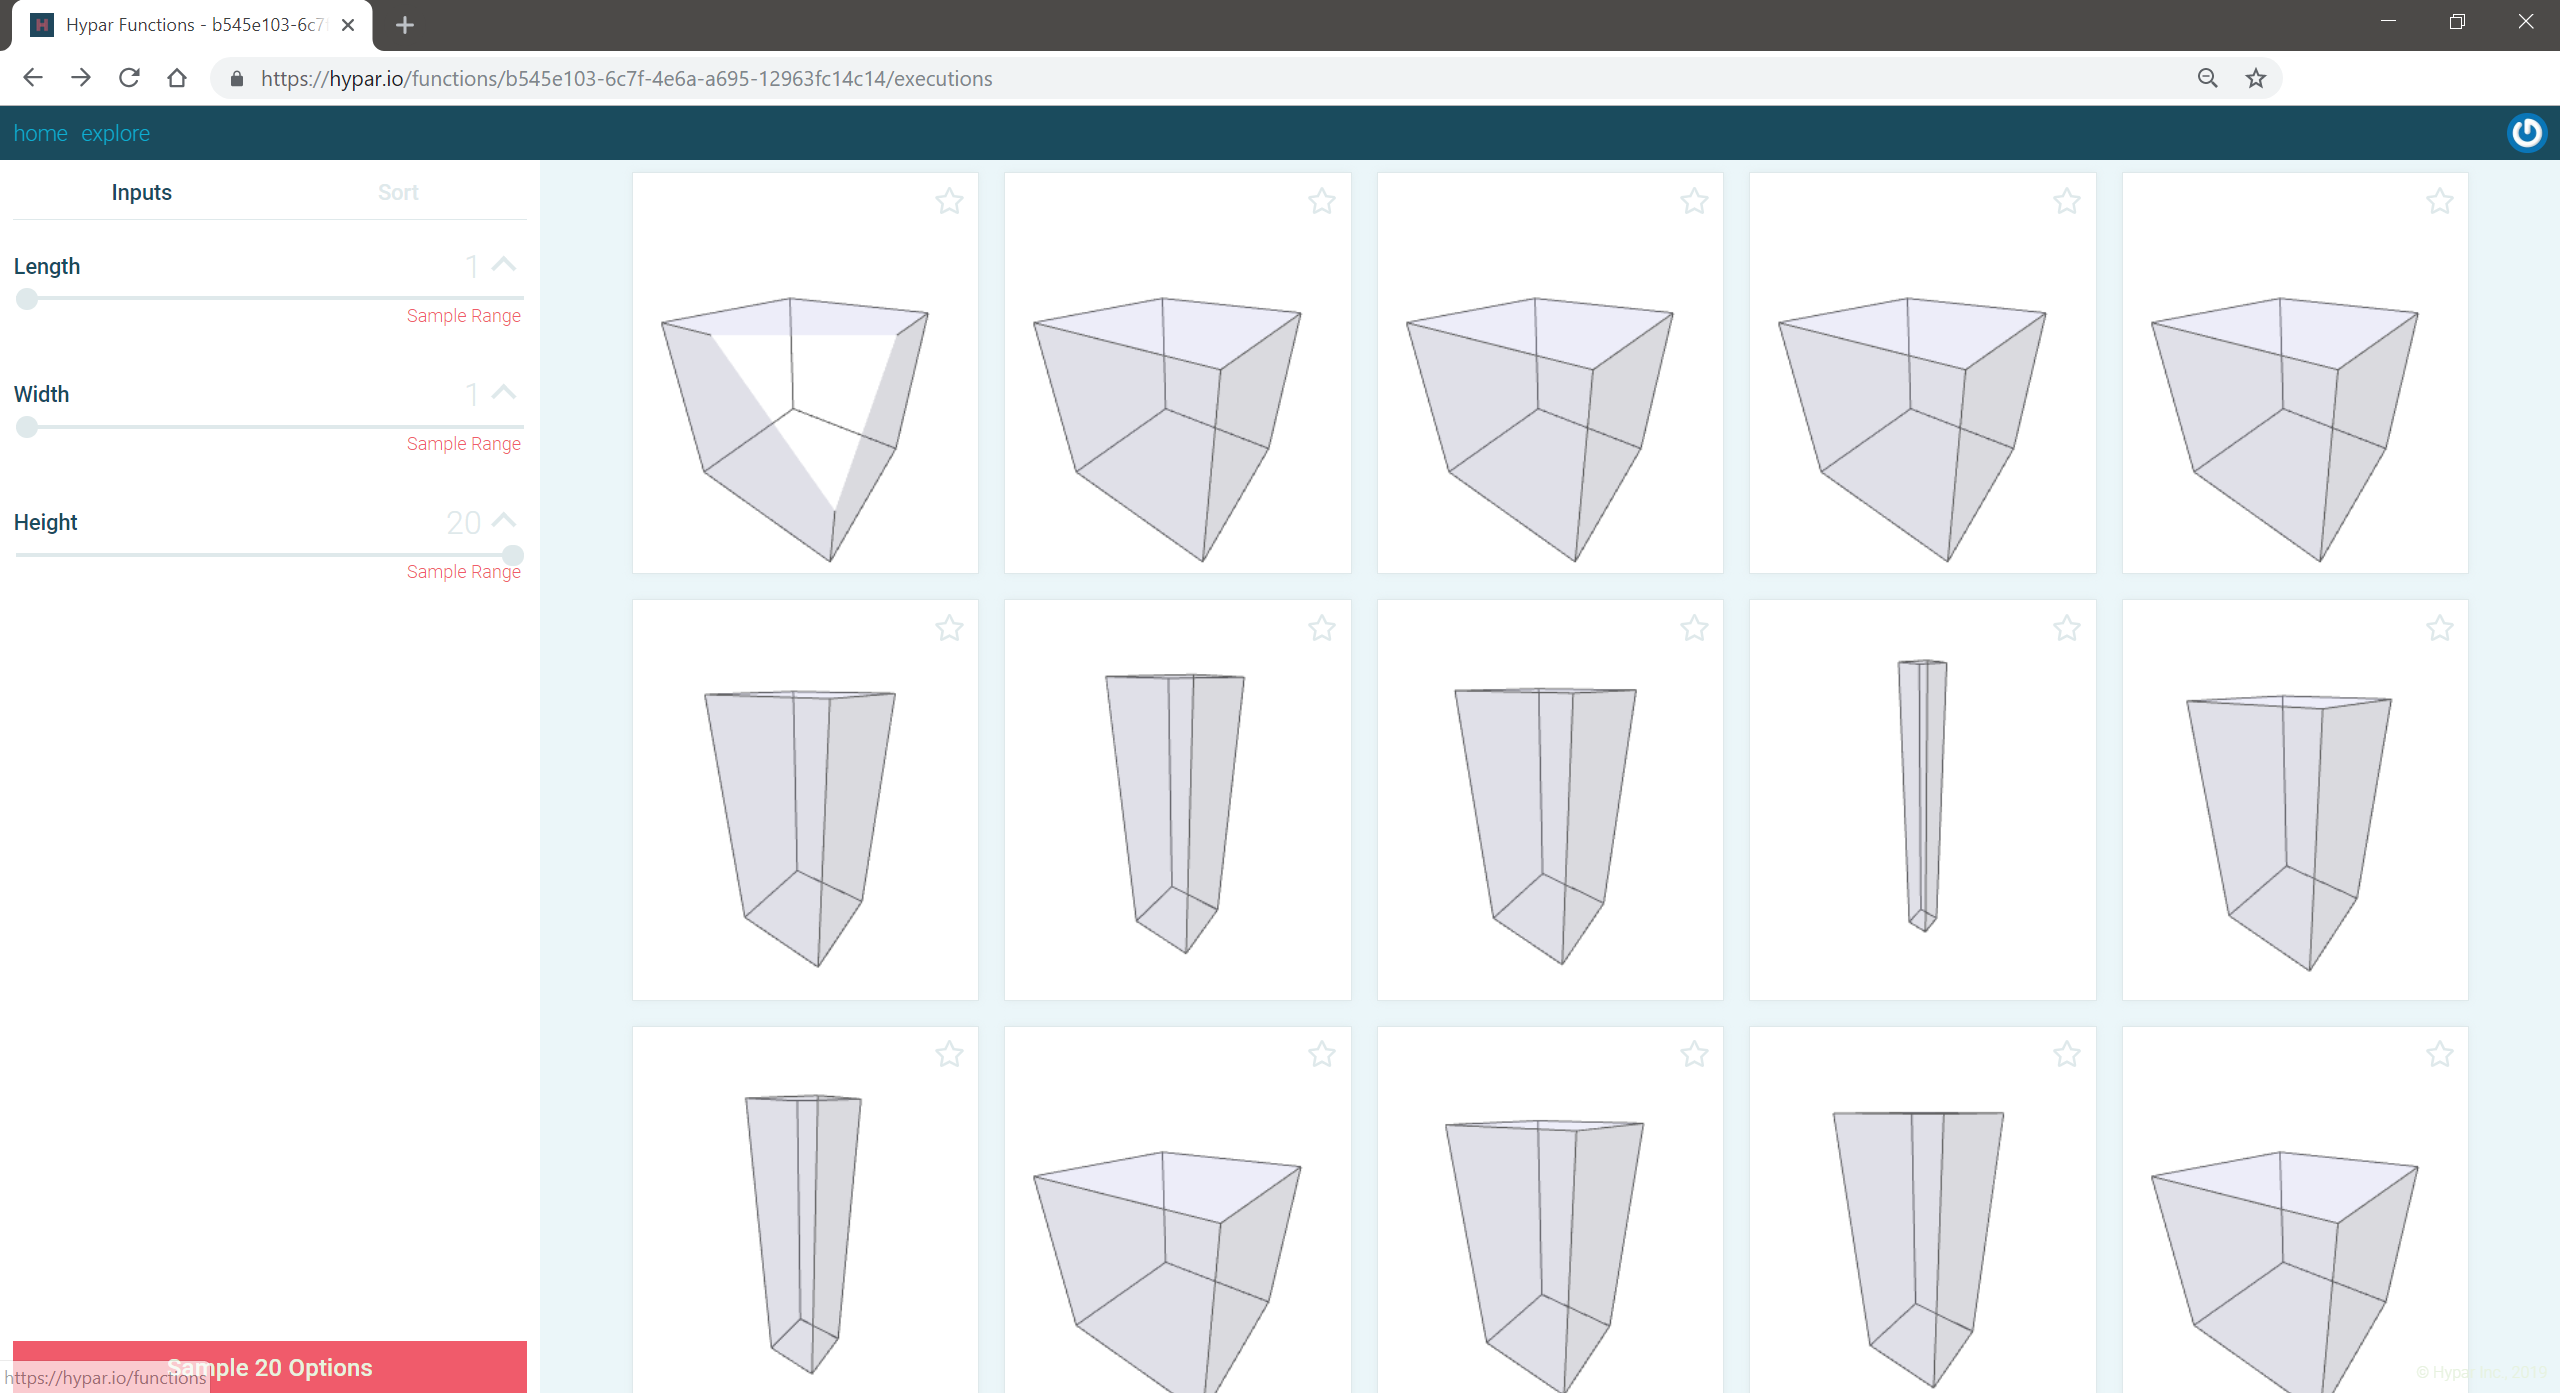 Hypar Functions - b545e103-6c7
https://hypar.io/functions/b545e103-6c7f-4e6a-a695-12963fc14c14/executions
home explore
Inputs Sort
Length 1
Sample Range
Width 1
Sample Range
Height 20
Sample Range
Sample 20 Options
https://hypar.io/functions
© Hypar Inc., 2019